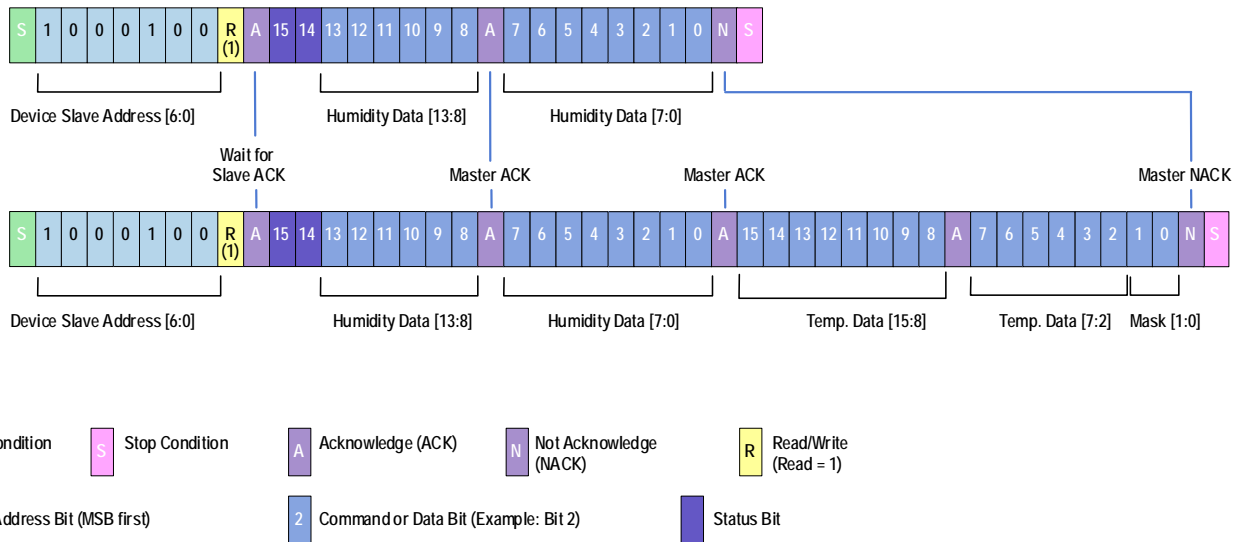 S 1 0 0 0 1 0 0 R (1) A 15 14 13 12 11 10 9 8 A 7 6 5 4 3 2 1 0 N S
Device Slave Address [6:0] Humidity Data [13:8] Humidity Data [7:0]
Wait for
Slave ACK Master ACK Master ACK Master NACK
S 1 0 0 0 1 0 0 R (1) A 15 14 13 12 11 10 9 8 A 7 6 5 4 3 2 1 0 A 15 14 13 12 11 10 9 8 A 7 6 5 4 3 2 1 0 N S
Device Slave Address [6:0] Humidity Data [13:8] Humidity Data [7:0] Temp. Data [15:8] Temp. Data [7:2] Mask [1:0]
ondition S Stop Condition A Acknowledge (ACK) N Not Acknowledge
(NACK) R Read/Write
(Read = 1)
Address Bit (MSB first) 2 Command or Data Bit (Example: Bit 2) Status Bit